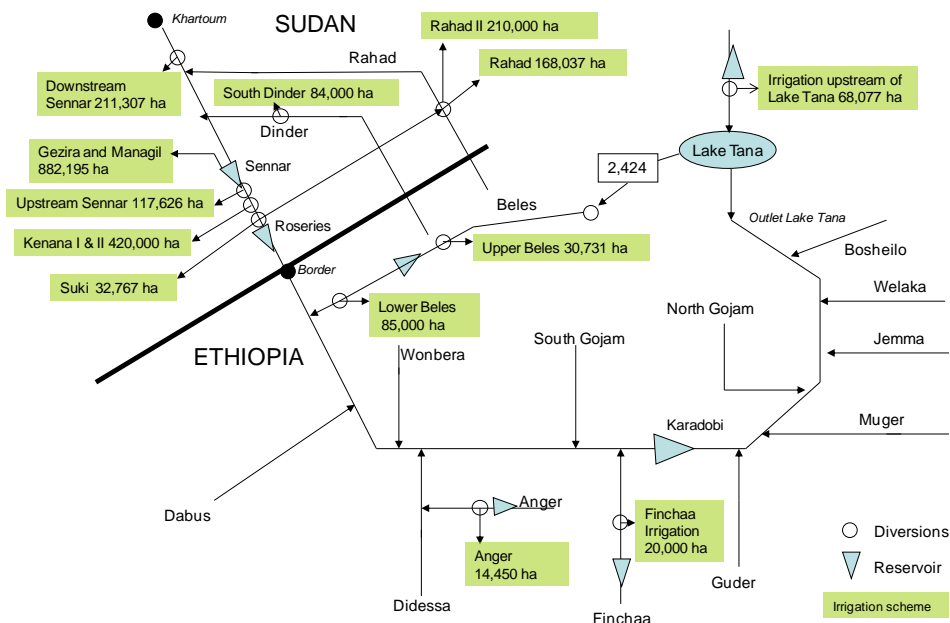 Khartoum
SUDAN
Rahad II 210,000 ha
Rahad
Rahad 168,037 ha
Downstream
Sennar 211,307 ha
South Dinder 84,000 ha
Irrigation upstream of
Lake Tana 68,077 ha
Dinder
Gezira and Managil
882,195 ha
Sennar
Lake Tana
2,424
Upstream Sennar 117,626 ha
Beles
Roseries
Outlet Lake Tana
Kenana I & II 420,000 ha
Upper Beles 30,731 ha
Bosheilo
Border
Suki 32,767 ha
Welaka
Lower Beles
85,000 ha
North Gojam
South Gojam
Jemma
ETHIOPIA
Wonbera
Karadobi
Muger
Dabus
Anger
Finchaa
Irrigation
20,000 ha
Diversions
Anger
14,450 ha
Reservoir
Guder
Didessa
Finchaa
Irrigation scheme